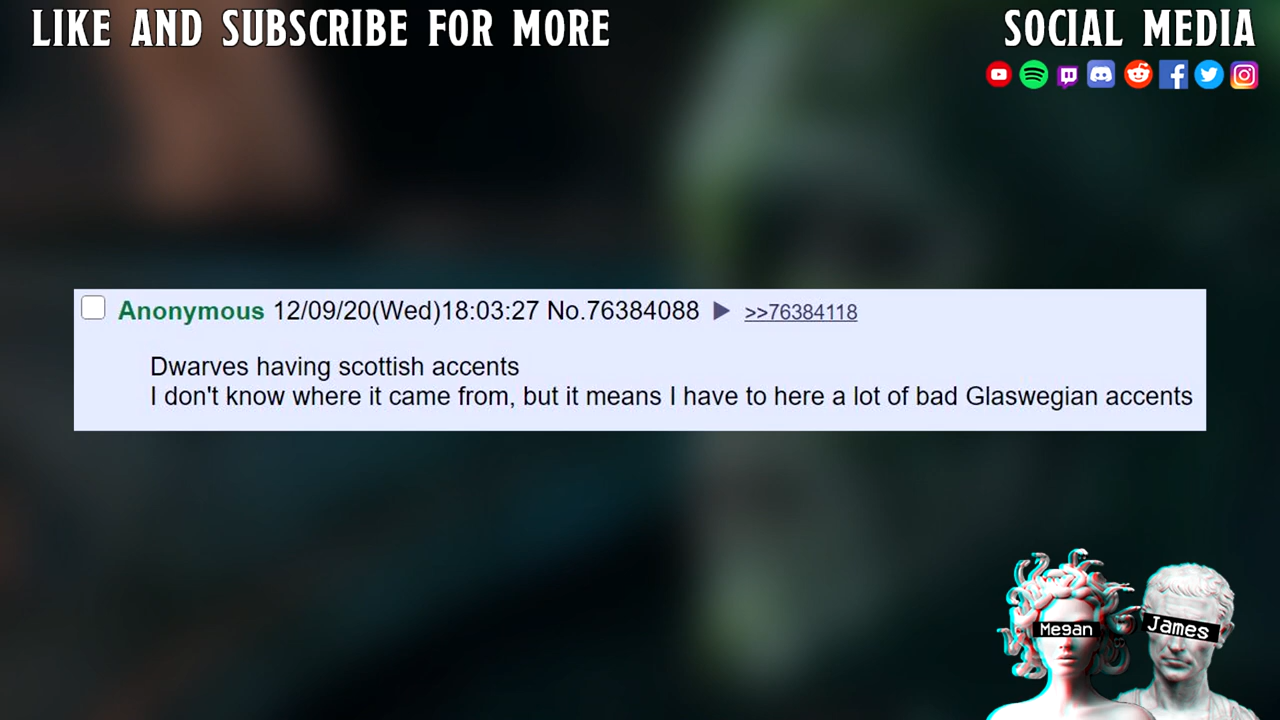 LIKE AND SUBSCRIBE FOR MORE
SOCIAL MEDIA
Anonymous 12/09/20(Wed)18:03:27 No.76384088 ▶ >>76384118
Dwarves having scottish accents
I don't know where it came from, but it means I have to here a lot of bad Glaswegian accents
Megan
James